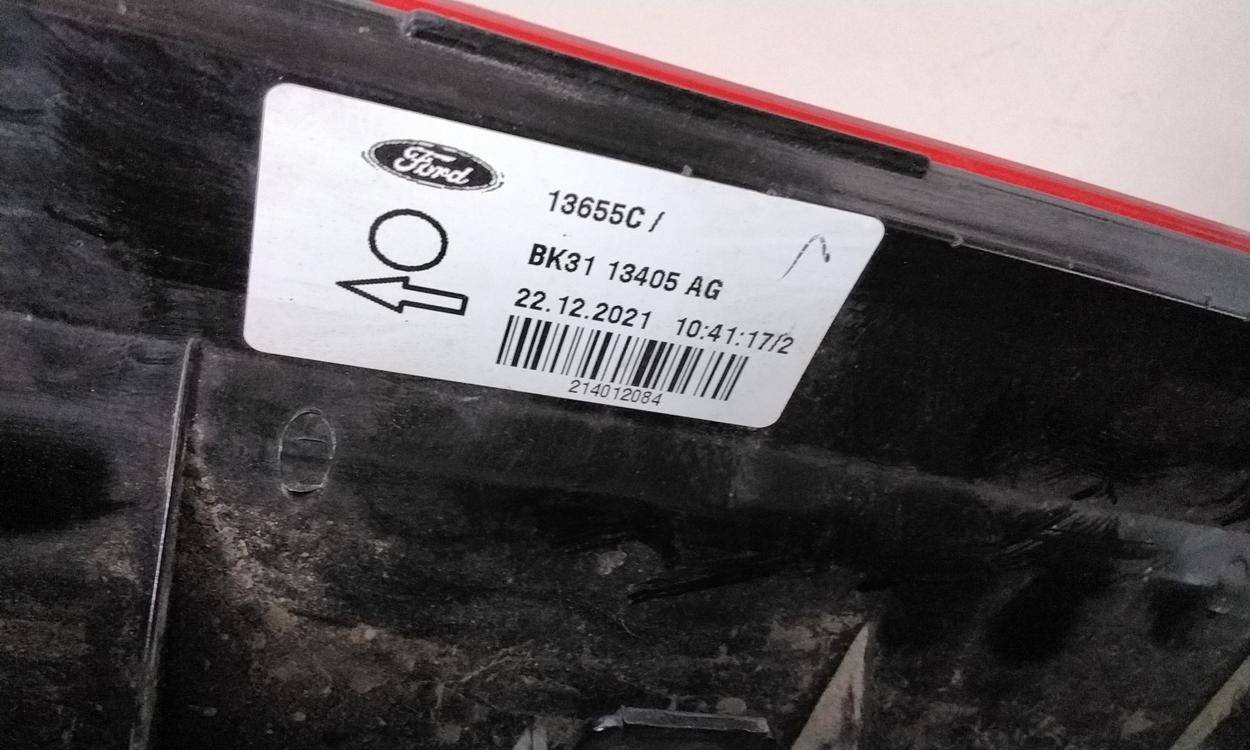 Ford
13655C /
BK31 13405 AG
22.12.2021 10:41:17/2
214012084